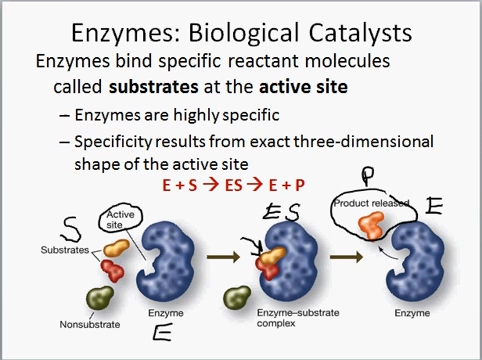 Enzymes: Biological Catalysts
Enzymes bind specific reactant molecules
called substrates at the active site
– Enzymes are highly specific
– Specificity results from exact three-dimensional
shape of the active site
E + S → ES → E + P
P
Product released
E
E S
S
Active
site
Substrates
Nonsubstrate
Enzyme
E
Enzyme–substrate
complex
Enzyme